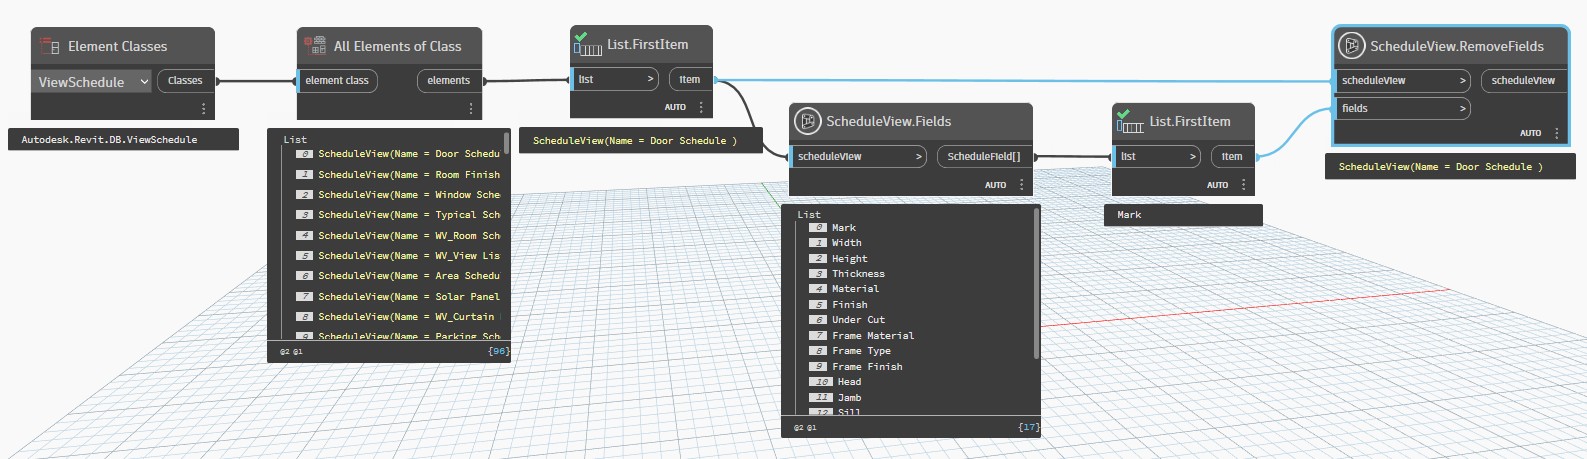 Element Classes
ViewSchedule
Classes
Autodesk.Revit.DB.ViewSchedule
All Elements of Class
element class
elements
List
0 ScheduleView(Name = Door Schedu
1 ScheduleView(Name = Room Finish
2 ScheduleView(Name = Window Sche
3 ScheduleView(Name = Typical Sch
4 ScheduleView(Name = WV_Room Sch
5 ScheduleView(Name = WV_View Lis
6 ScheduleView(Name = Area Schedu
7 ScheduleView(Name = Solar Panel
8 ScheduleView(Name = WV_Curtain
9 ScheduleView(Name = Parking Sch
@2 @1 {96}
List.FirstItem
list >
item
AUTO
ScheduleView(Name = Door Schedule )
ScheduleView.Fields
scheduleView >
ScheduleField[]
AUTO
List
0 Mark
1 Width
2 Height
3 Thickness
4 Material
5 Finish
6 Under Cut
7 Frame Material
8 Frame Type
9 Frame Finish
10 Head
11 Jamb
12 Sill
@2 @1 {17}
List.FirstItem
list >
item
AUTO
Mark
ScheduleView.RemoveFields
scheduleView >
scheduleView
fields >
AUTO
ScheduleView(Name = Door Schedule )